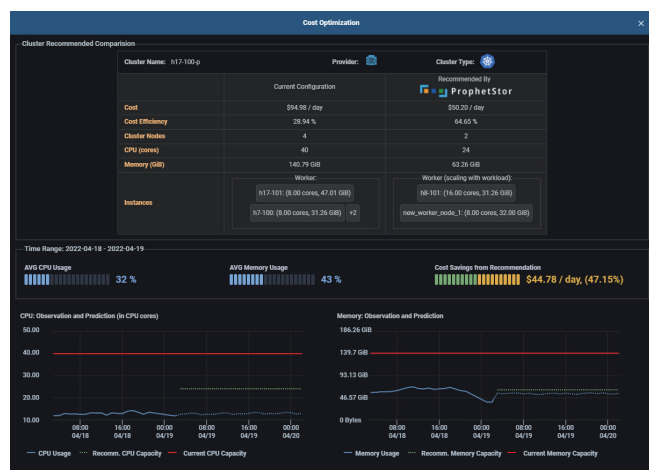 Cost Optimization
×
Cluster Recommended Comparision
Cluster Name: h17-100-p Provider: Cluster Type:
Current Configuration Recommended By ProphetStor
Cost $94.98 / day $50.20 / day
Cost Efficiency 28.94 % 64.65 %
Cluster Nodes 4 2
CPU (cores) 40 24
Memory (GiB) 140.79 GiB 63.26 GiB
Instances
Worker:
h17-101: (8.00 cores, 47.01 GiB)
h7-100: (8.00 cores, 31.26 GiB) +2
Worker (scaling with workload):
h8-101: (16.00 cores, 31.26 GiB)
new_worker_node_1: (8.00 cores, 32.00 GiB)
Time Range: 2022-04-18 - 2022-04-19
AVG CPU Usage
32 %
AVG Memory Usage
43 %
Cost Savings from Recommendation
$44.78 / day, (47.15%)
CPU: Observation and Prediction (in CPU cores)
50.00
40.00
30.00
20.00
10.00
08:00 16:00 00:00 08:00 16:00 00:00
04/18 04/18 04/19 04/19 04/19 04/20
CPU Usage Recomm. CPU Capacity Current CPU Capacity
Memory: Observation and Prediction
186.26 GiB
139.7 GiB
93.13 GiB
46.57 GiB
0 Bytes
08:00 16:00 00:00 08:00 16:00 00:00
04/18 04/18 04/19 04/19 04/19 04/20
Memory Usage Recomm. Memory Capacity Current Memory Capacity